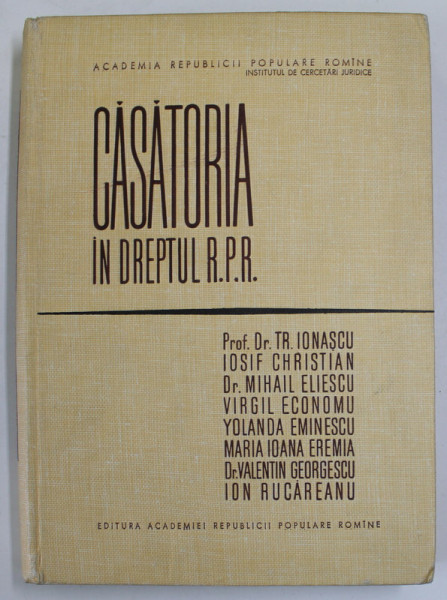 ACADEMIA REPUBLICII POPULARE ROMÎNE
INSTITUTUL DE CERCETĂRI JURIDICE
CĂSĂTORIA
ÎN DREPTUL R.P.R.
Prof. Dr. TR. IONAȘCU
IOSIF CHRISTIAN
Dr. MIHAIL ELIESCU
VIRGIL ECONOMU
YOLANDA EMINESCU
MARIA IOANA EREMIA
Dr. VALENTIN GEORGESCU
ION RUCĂREANU
EDITURA ACADEMIEI REPUBLICII POPULARE ROMÎNE